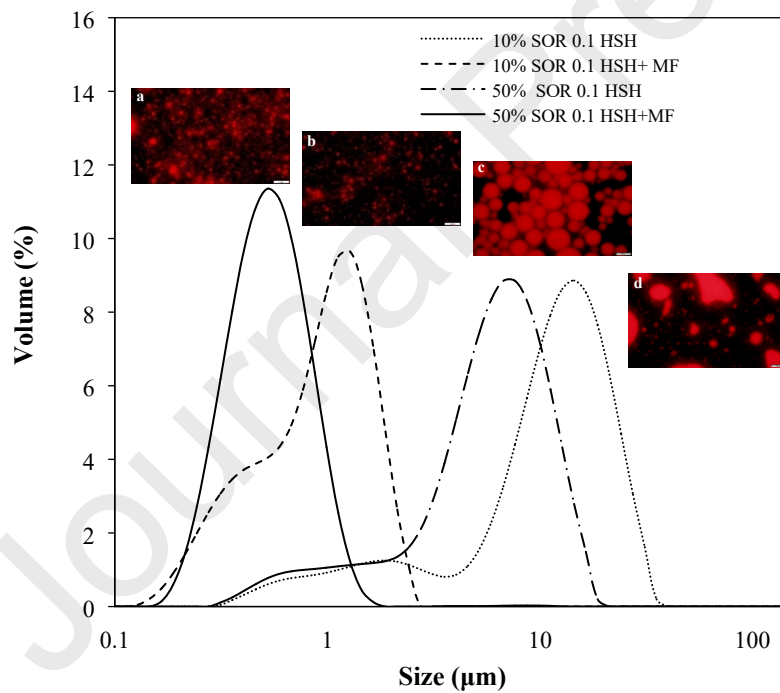 16
14
12
10
8
6
4
2
0
Volume (%)
10% SOR 0.1 HSH
10% SOR 0.1 HSH+ MF
50% SOR 0.1 HSH
50% SOR 0.1 HSH+MF
a
b
c
d
0.1
1
10
100
Size (µm)
Journal Pre